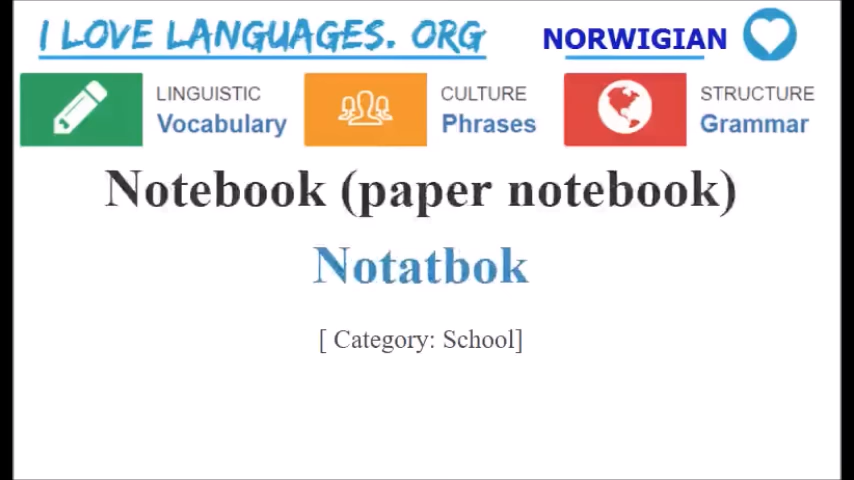 I LOVE LANGUAGES. ORG
NORWIGIAN
LINGUISTIC
Vocabulary
CULTURE
Phrases
STRUCTURE
Grammar
Notebook (paper notebook)
Notatbok
[ Category: School]